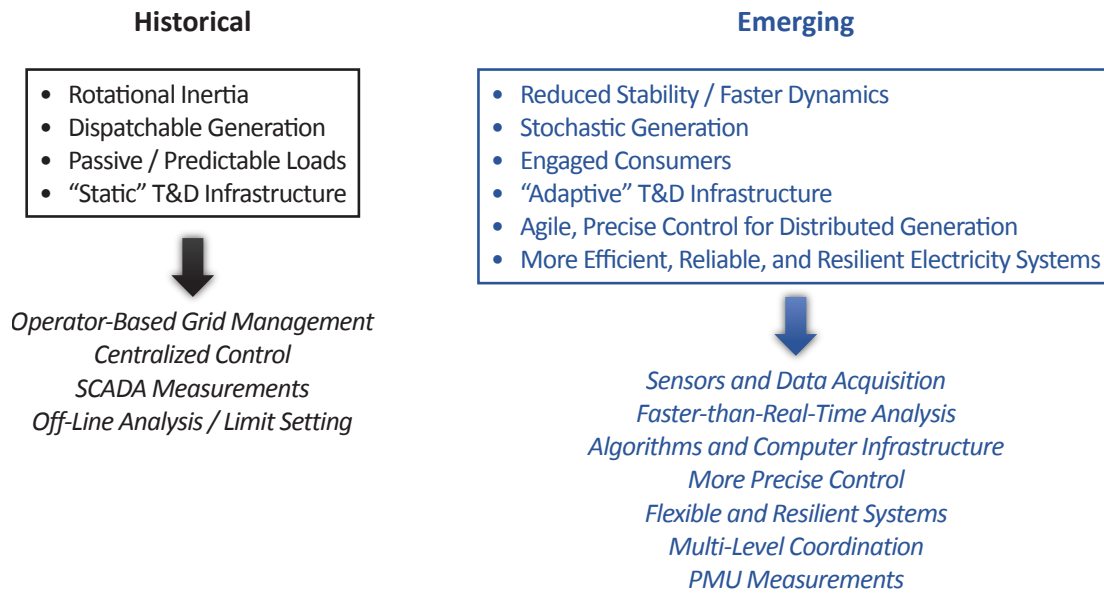 Historical
• Rotational Inertia
• Dispatchable Generation
• Passive / Predictable Loads
• “Static” T&D Infrastructure
Operator-Based Grid Management
Centralized Control
SCADA Measurements
Off-Line Analysis / Limit Setting
Emerging
• Reduced Stability / Faster Dynamics
• Stochastic Generation
• Engaged Consumers
• “Adaptive” T&D Infrastructure
• Agile, Precise Control for Distributed Generation
• More Efficient, Reliable, and Resilient Electricity Systems
Sensors and Data Acquisition
Faster-than-Real-Time Analysis
Algorithms and Computer Infrastructure
More Precise Control
Flexible and Resilient Systems
Multi-Level Coordination
PMU Measurements